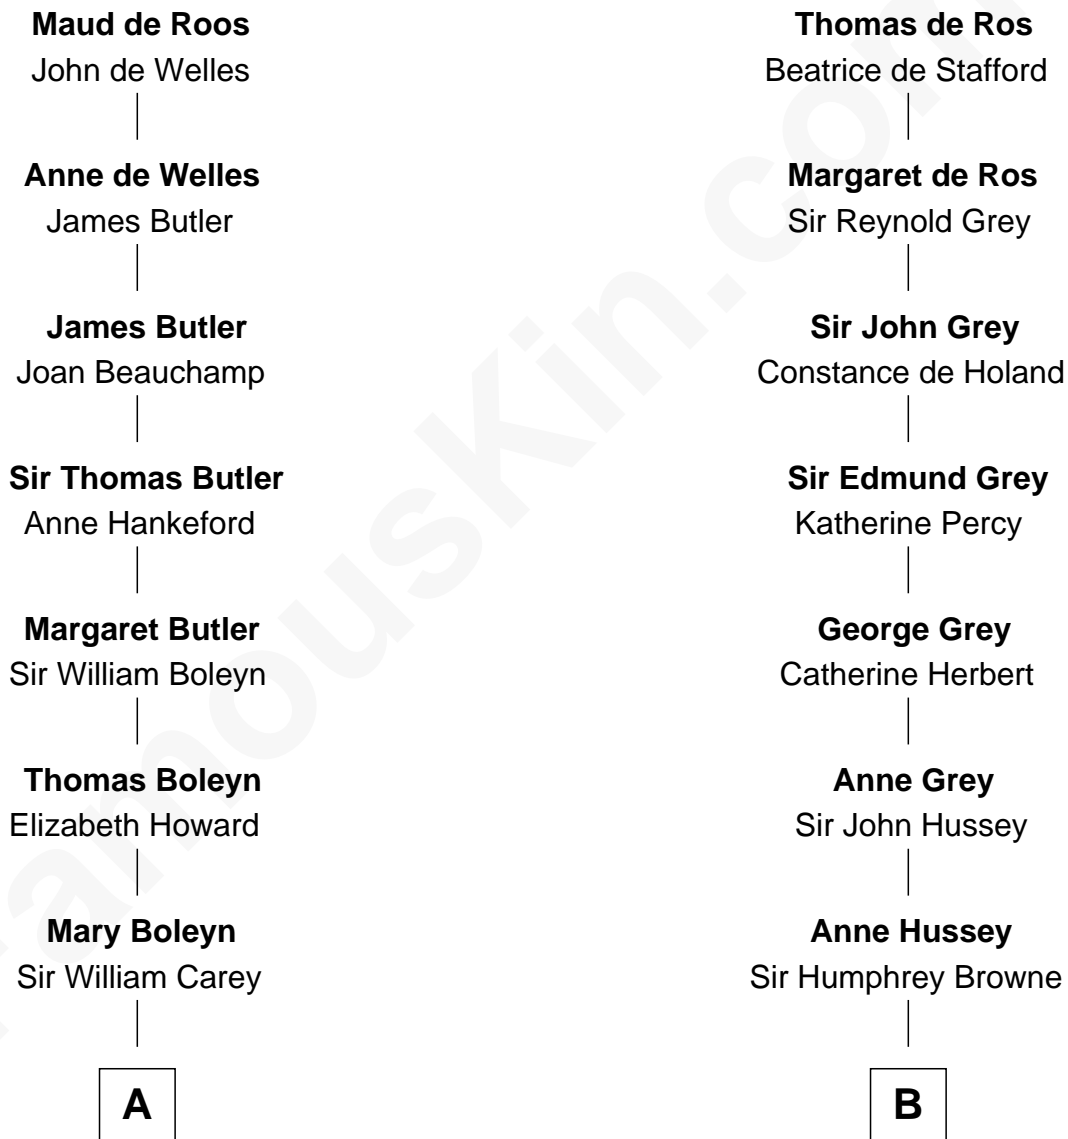 Maud de Roos
John de Welles
Anne de Welles
James Butler
James Butler
Joan Beauchamp
Sir Thomas Butler
Anne Hankeford
Margaret Butler
Sir William Boleyn
Thomas Boleyn
Elizabeth Howard
Mary Boleyn
Sir William Carey
A
Thomas de Ros
Beatrice de Stafford
Margaret de Ros
Sir Reynold Grey
Sir John Grey
Constance de Holand
Sir Edmund Grey
Katherine Percy
George Grey
Catherine Herbert
Anne Grey
Sir John Hussey
Anne Hussey
Sir Humphrey Browne
B
FamousKin.com